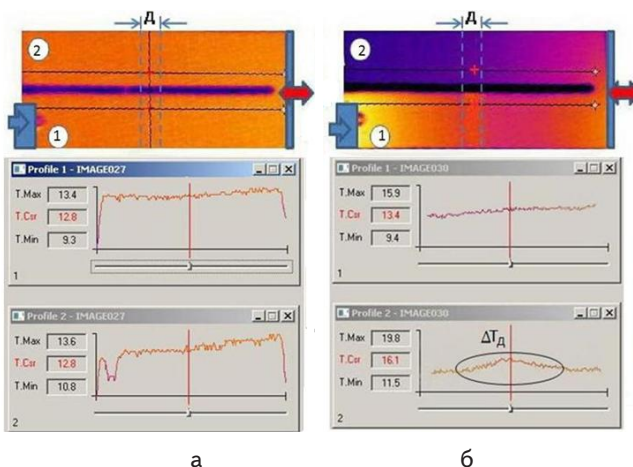 Д
2
1
Д
2
1
Profile 1 - IMAGE027
T.Max 13.4
T.Csr 12.8
T.Min 9.3
1
Profile 1 - IMAGE030
T.Max 15.9
T.Csr 13.4
T.Min 9.4
1
Profile 2 - IMAGE027
T.Max 13.6
T.Csr 12.8
T.Min 10.8
2
Profile 2 - IMAGE030
T.Max 19.8
T.Csr 16.1
T.Min 11.5
ΔTД
2
а
б